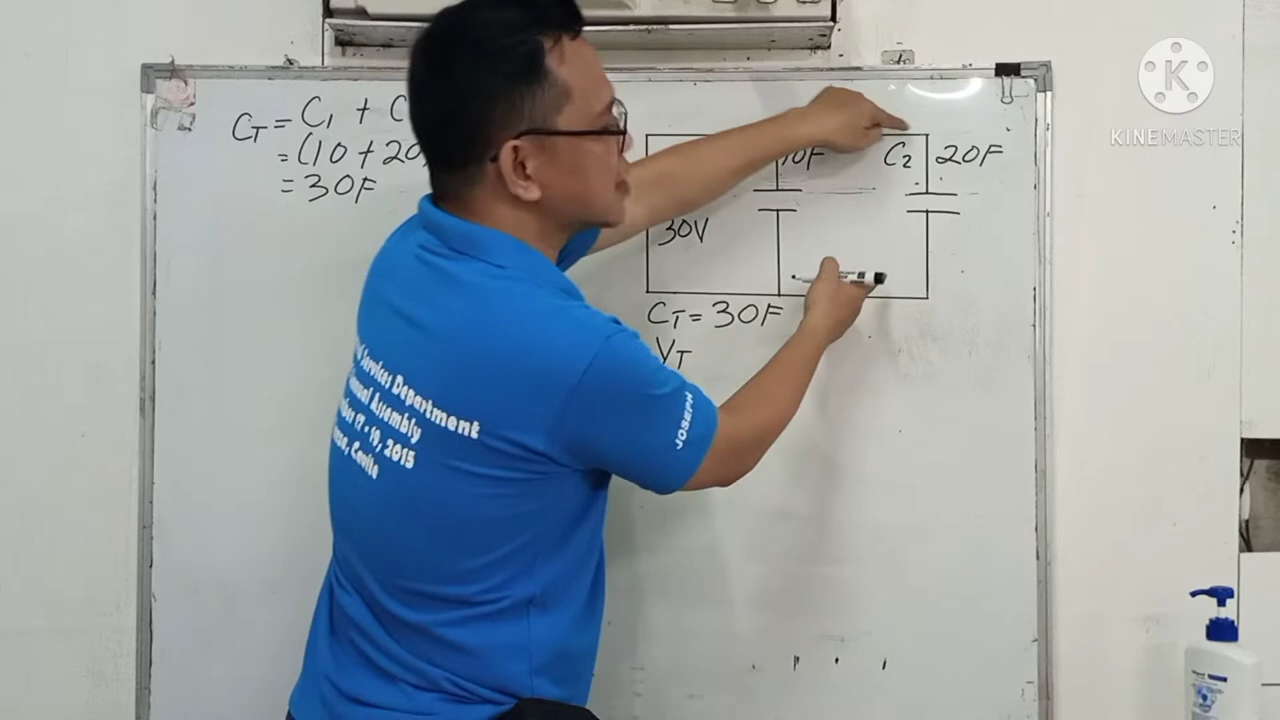 CT = C1 + C
= (10 + 20
= 30F
10F
C2 20F
30V
CT = 30F
VT
Services Department
Assembly
17 - 19, 2015
Cavite
JOSEPH
K
KINEMASTER